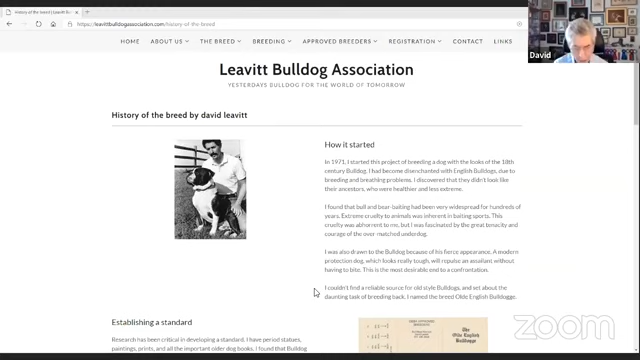 History of the breed | Leavitt Bull
https://leavittbulldogassociation.com/history-of-the-breed
David
HOME ABOUT US THE BREED BREEDING APPROVED BREEDERS REGISTRATION CONTACT LINKS
Leavitt Bulldog Association
YESTERDAYS BULLDOG FOR THE WORLD OF TOMORROW
History of the breed by david leavitt
How it started
In 1971, I started this project of breeding a dog with the looks of the 18th
century Bulldog. I had become disenchanted with English Bulldogs, due to
breeding and breathing problems. I discovered that they didn't look like
their ancestors, who were healthier and less extreme.
I found that bull and bear-baiting had been very widespread for hundreds of
years. Extreme cruelty to animals was inherent in baiting sports. This
cruelty was abhorrent to me, but I was fascinated by the great tenacity and
courage of the over matched underdog.
I was also drawn to the Bulldog because of his fierce appearance. A modern
protection dog, which looks really tough, will repulse an assailant without
having to bite. This is the most desirable end to a confrontation.
I couldn't find a reliable source for old style Bulldogs, and set about the
daunting task of breeding back. I named the breed Olde English Bulldogge.
Establishing a standard
Research has been critical in developing a standard. I have period statues,
paintings, prints, and all the important older dog books. I found that Bulldog
The
Olde English
Bulldogge
zoom